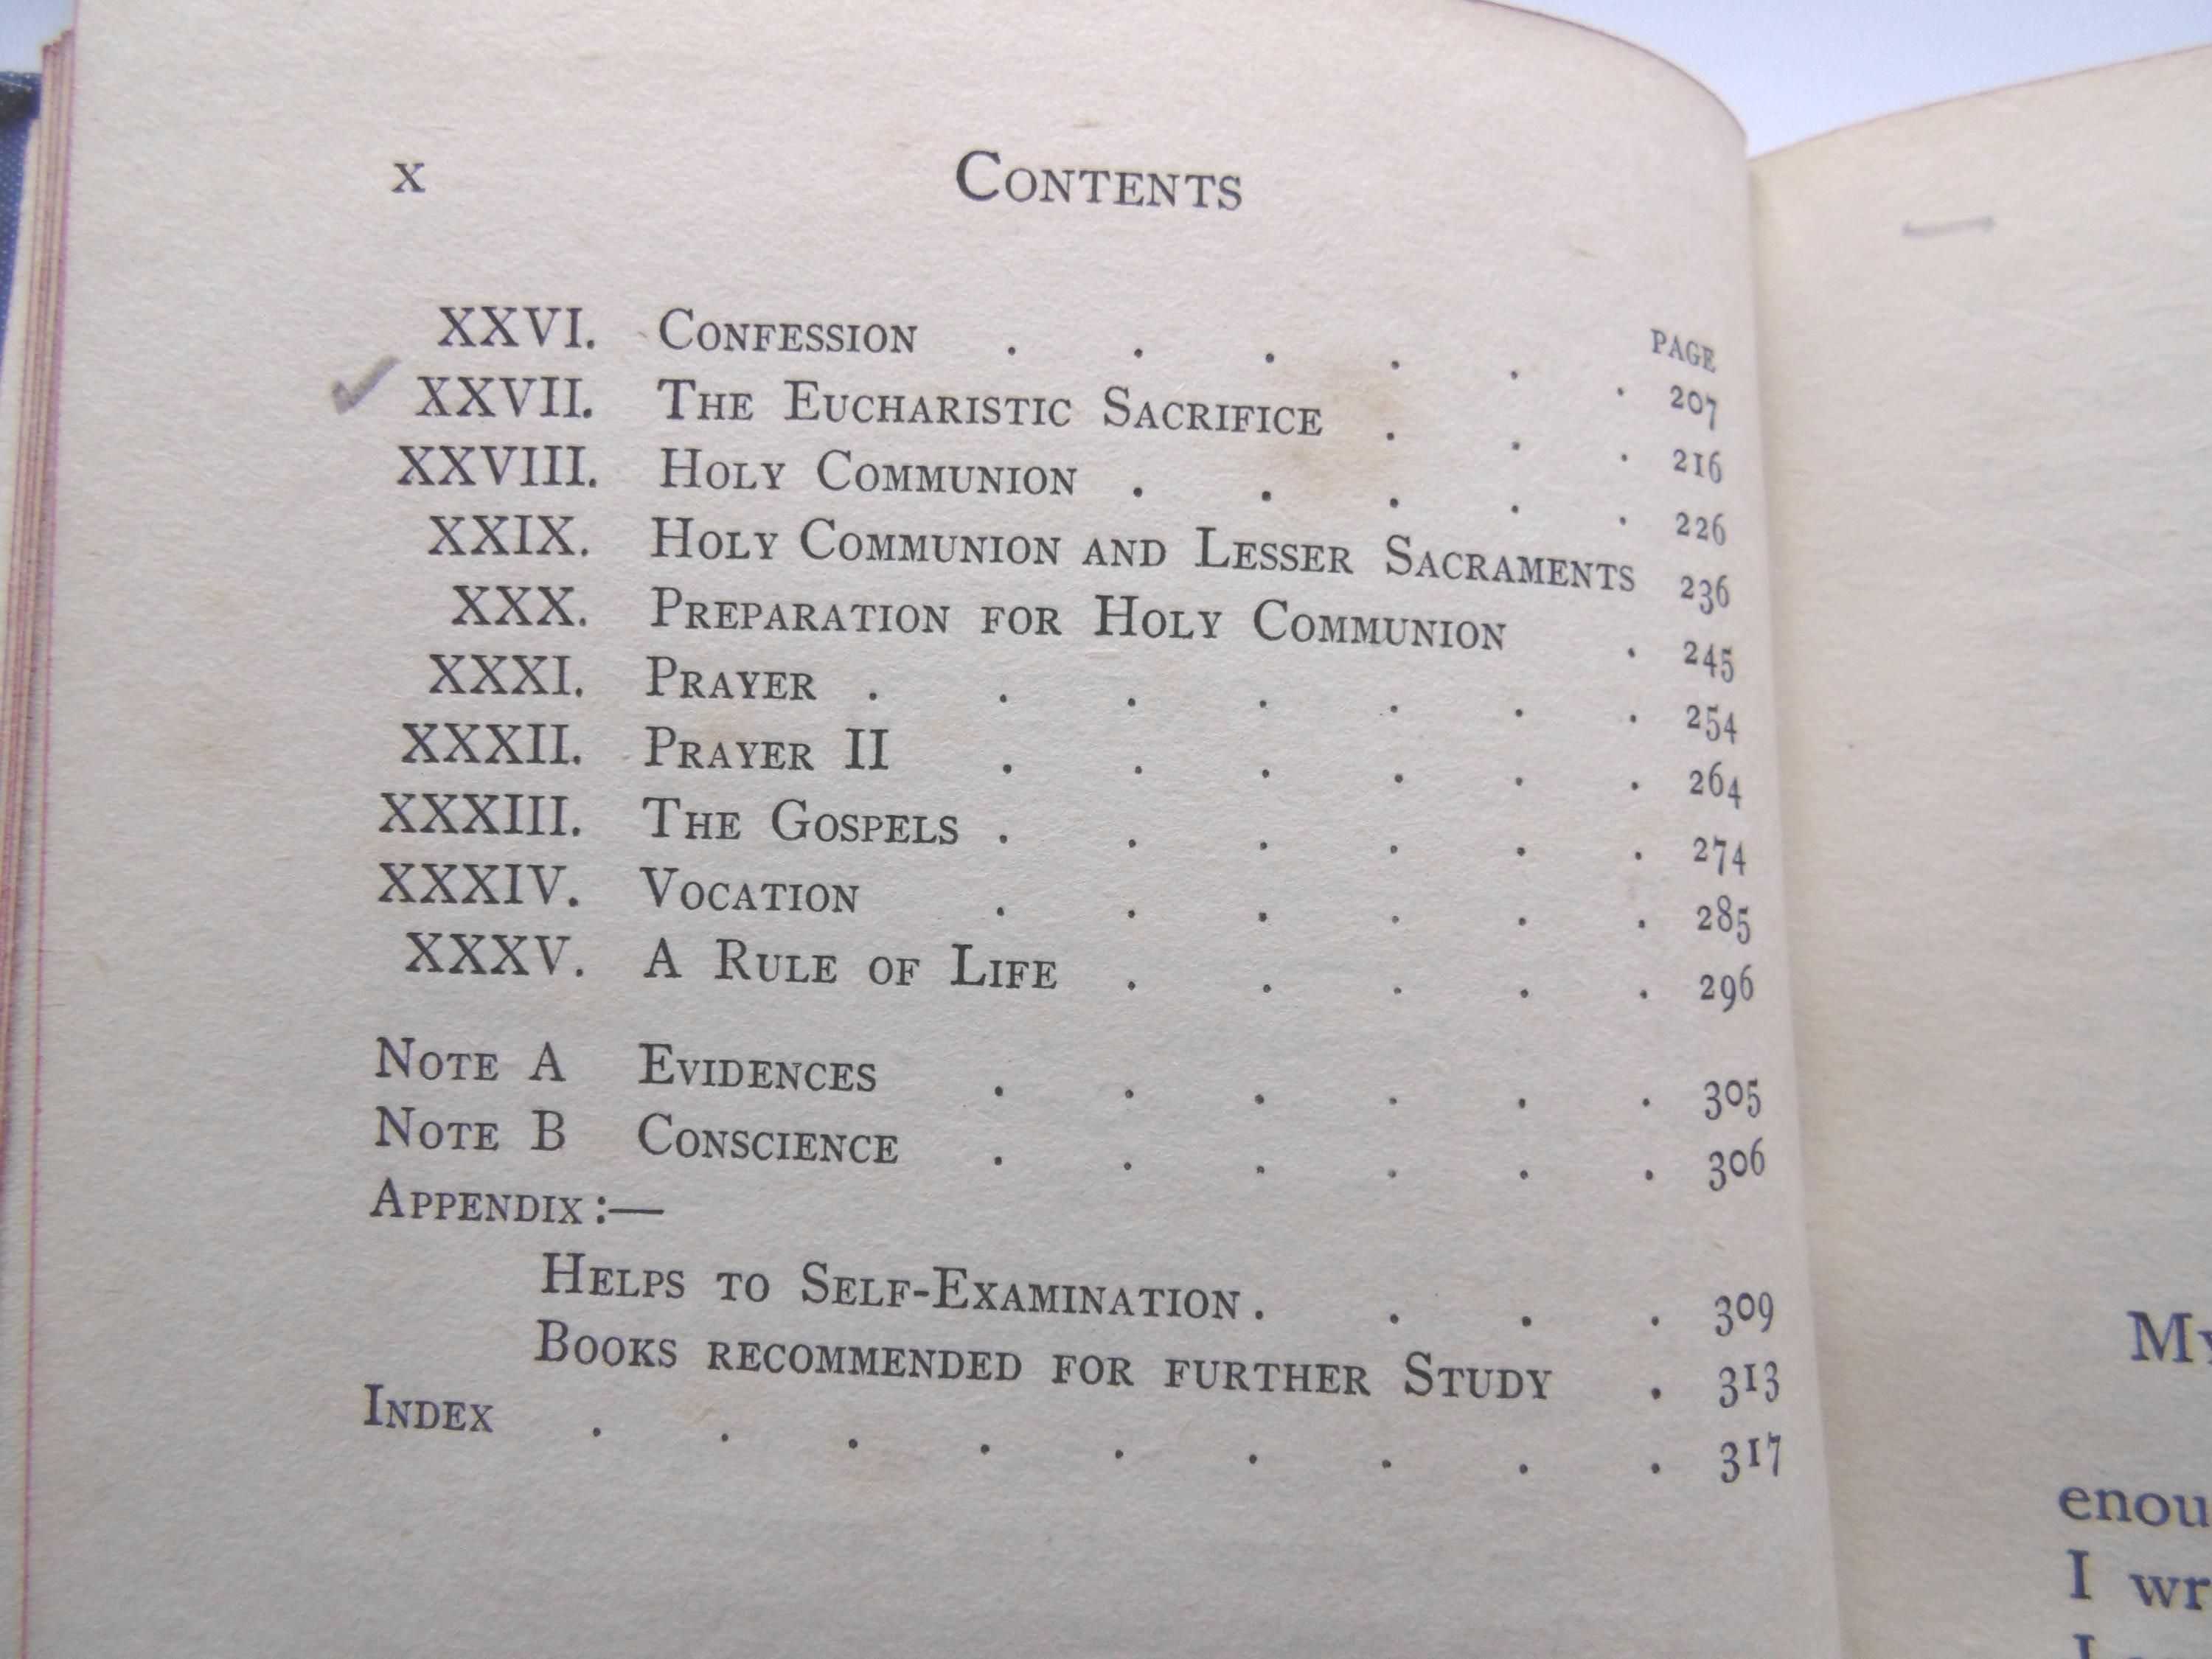 x Contents
PAGE
XXVI. Confession . . . . . . 207
XXVII. The Eucharistic Sacrifice . . . 216
XXVIII. Holy Communion . . . . . 226
XXIX. Holy Communion and Lesser Sacraments 236
XXX. Preparation for Holy Communion . 245
XXXI. Prayer . . . . . . . 254
XXXII. Prayer II . . . . . . 264
XXXIII. The Gospels . . . . . . 274
XXXIV. Vocation . . . . . . 285
XXXV. A Rule of Life . . . . . 296
Note A Evidences . . . . . . 305
Note B Conscience . . . . . . 306
Appendix:—
Helps to Self-Examination . . . . 309
Books recommended for further Study . 313
Index . . . . . . . . . 317
My
enou
I wr